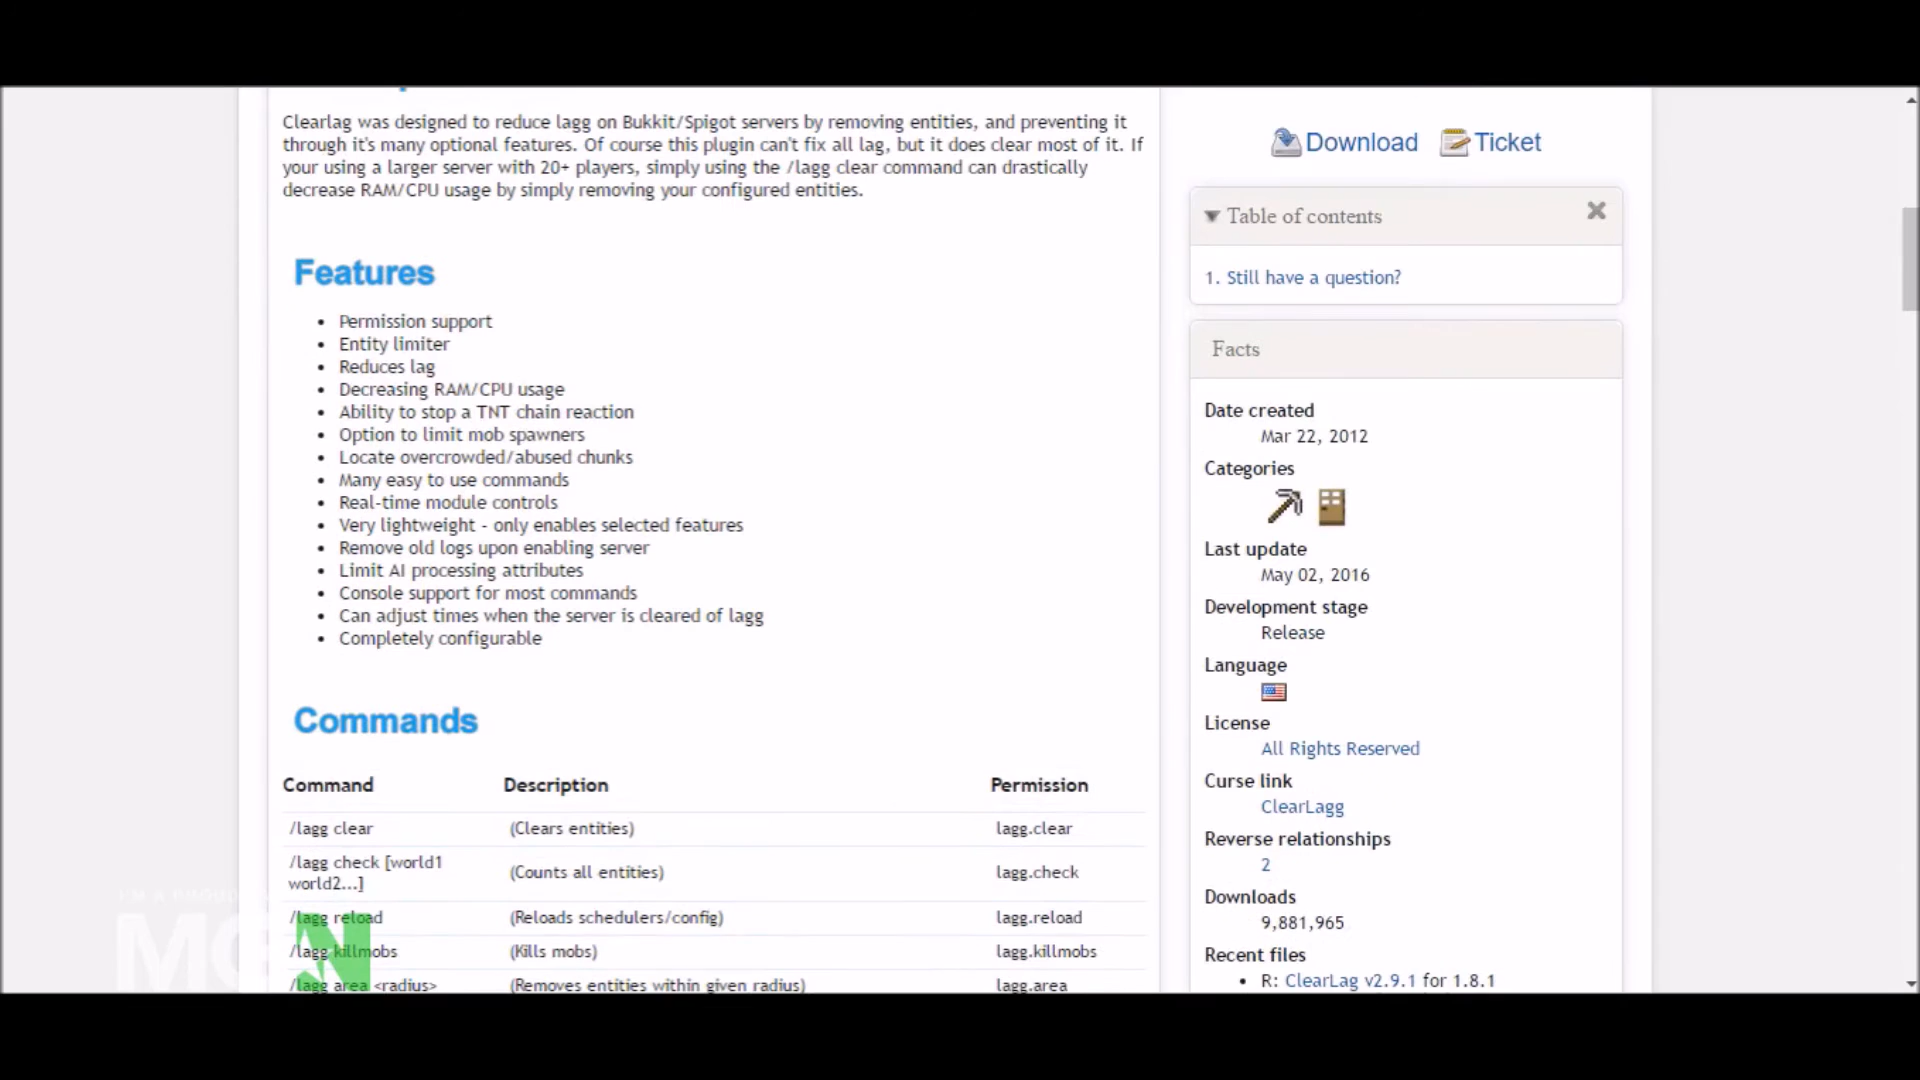 Clearlag was designed to reduce lagg on Bukkit/Spigot servers by removing entities, and preventing it
through it's many optional features. Of course this plugin can't fix all lag, but it does clear most of it. If
your using a larger server with 20+ players, simply using the /lagg clear command can drastically
decrease RAM/CPU usage by simply removing your configured entities.
Features
• Permission support
• Entity limiter
• Reduces lag
• Decreasing RAM/CPU usage
• Ability to stop a TNT chain reaction
• Option to limit mob spawners
• Locate overcrowded/abused chunks
• Many easy to use commands
• Real-time module controls
• Very lightweight - only enables selected features
• Remove old logs upon enabling server
• Limit AI processing attributes
• Console support for most commands
• Can adjust times when the server is cleared of lagg
• Completely configurable
Commands
Command Description Permission
/lagg clear (Clears entities) lagg.clear
/lagg check [world1
world2...] (Counts all entities) lagg.check
/lagg reload (Reloads schedulers/config) lagg.reload
/lagg killmobs (Kills mobs) lagg.killmobs
/lagg area <radius> (Removes entities within given radius) lagg.area
Download Ticket
Table of contents
1. Still have a question?
Facts
Date created
Mar 22, 2012
Categories
Last update
May 02, 2016
Development stage
Release
Language
License
All Rights Reserved
Curse link
ClearLagg
Reverse relationships
2
Downloads
9,881,965
Recent files
• R: ClearLag v2.9.1 for 1.8.1
I'M A PROUD